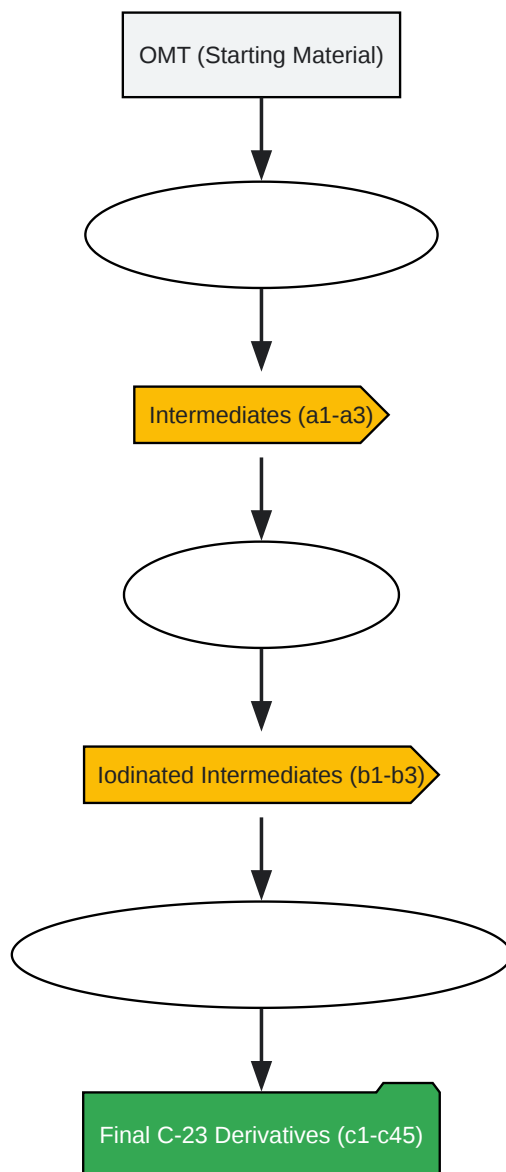 OMT (Starting Material)
Intermediates (a1-a3)
Iodinated Intermediates (b1-b3)
Final C-23 Derivatives (c1-c45)